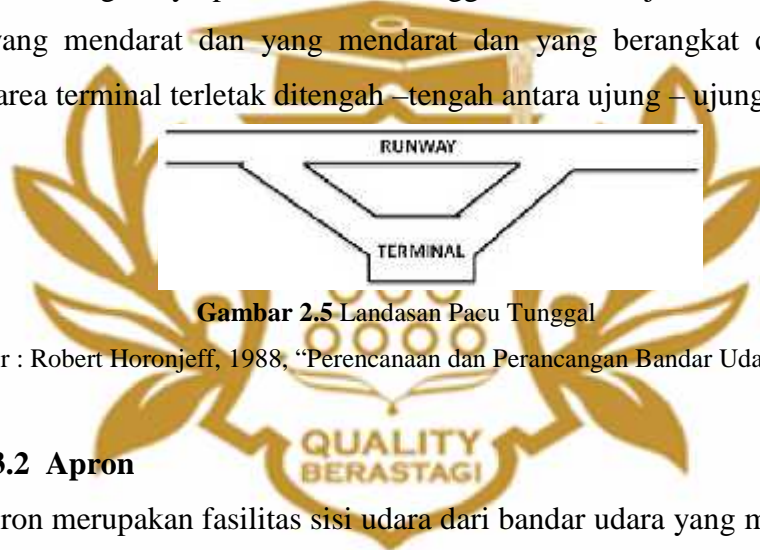 yang mendarat dan yang mendarat dan yang berangkat
area terminal terletak ditengah –tengah antara ujung – ujung
RUNWAY
TERMINAL
Gambar 2.5 Landasan Pacu Tunggal
r : Robert Horonjeff, 1988, “Perencanaan dan Perancangan Bandar Uda
QUALITY
BERASTAGI
3.2 Apron
ron merupakan fasilitas sisi udara dari bandar udara yang m